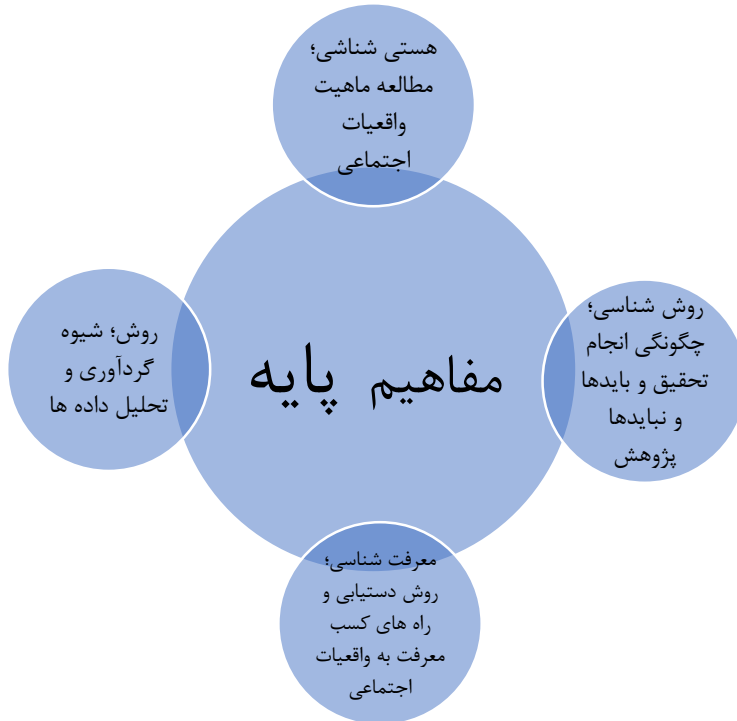 هستی شناشی؛
مطالعه ماهیت
واقعیات
اجتماعی
روش شناسی؛
چگونگی انجام
تحقیق و بایدها
و نبایدها
پژوهش
مفاهیم پایه
روش؛ شیوه
گردآوری و
تحلیل داده ها
معرفت شناسی؛
روش دستیابی و
راه های کسب
معرفت به واقعیات
اجتماعی